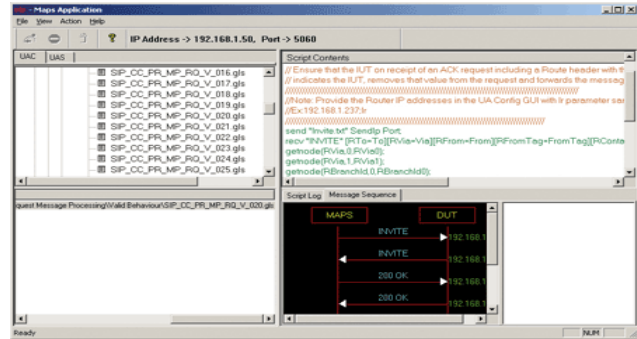 - Maps Application
File View Action Help
IP Address -> 192.168.1.50, Port -> 5060
UAC UAS
SIP_CC_PR_MP_RQ_V_016.gls
SIP_CC_PR_MP_RQ_V_017.gls
SIP_CC_PR_MP_RQ_V_018.gls
SIP_CC_PR_MP_RQ_V_019.gls
SIP_CC_PR_MP_RQ_V_020.gls
SIP_CC_PR_MP_RQ_V_021.gls
SIP_CC_PR_MP_RQ_V_022.gls
SIP_CC_PR_MP_RQ_V_023.gls
SIP_CC_PR_MP_RQ_V_024.gls
SIP_CC_PR_MP_RQ_V_025.gls
quest Message Processing\Valid Behaviour\SIP_CC_PR_MP_RQ_V_020.gls
Script Contents
// Ensure that the IUT on receipt of an ACK request including a Route header with th
// indicates the IUT, removes that value from the request and forwards the messag
//Note: Provide the Router IP addresses in the UA Config GUI with lr parameter sa
//Ex:192.168.1.237;lr
send "Invite.txt" SendIp Port;
recv "INVITE" [RTo=To][RVia=Via][RFrom=From][RFromTag=FromTag][RConta
getnode(RVia,0,RVia0);
getnode(RVia,1,RVia1);
getnode(RBranchId,0,RBranchId0);
Script Log Message Sequence
MAPS DUT
INVITE
192.168.1
INVITE
192.168.1
200 OK
192.168.1
200 OK
192.168.1
Ready
NUM